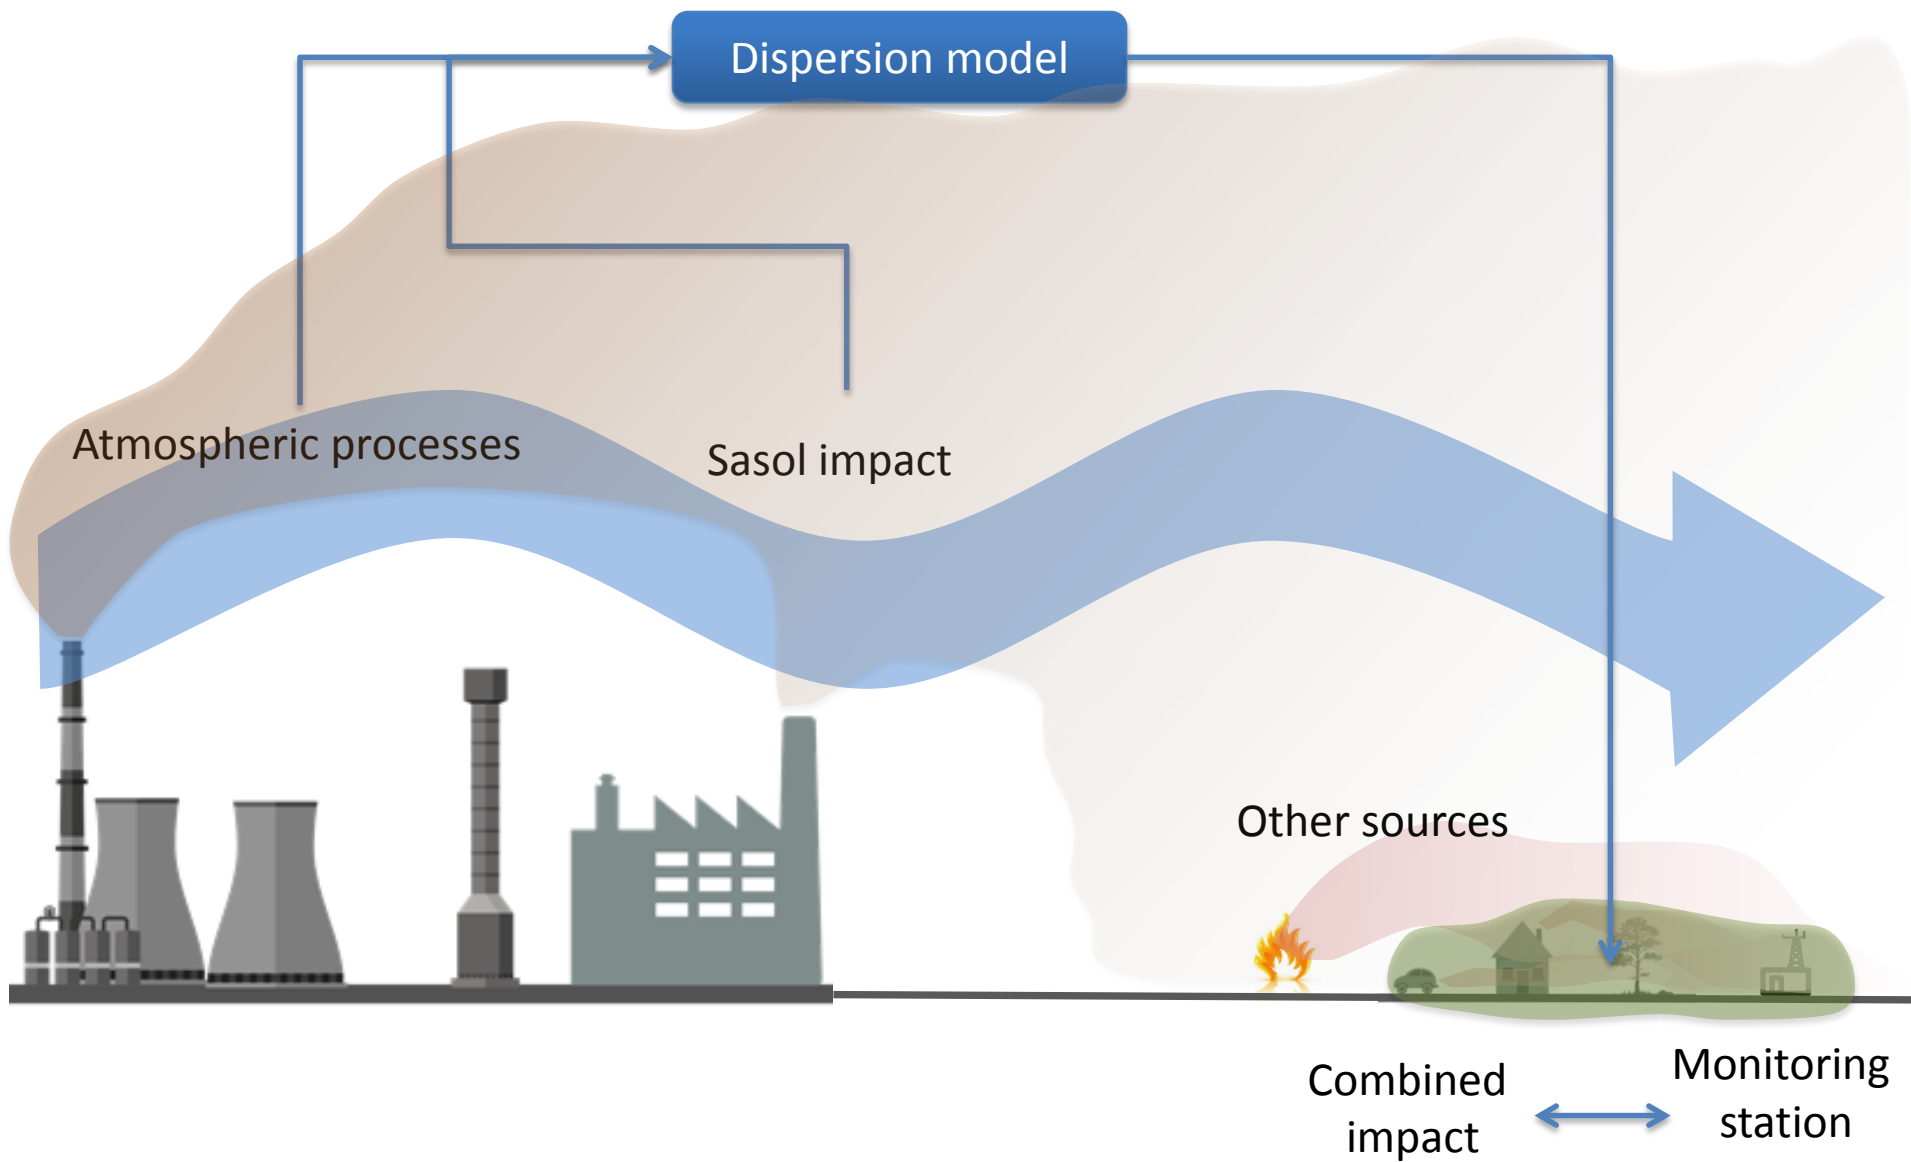 Dispersion model
Atmospheric processes
Sasol impact
Other sources
Combined
impact
Monitoring
station